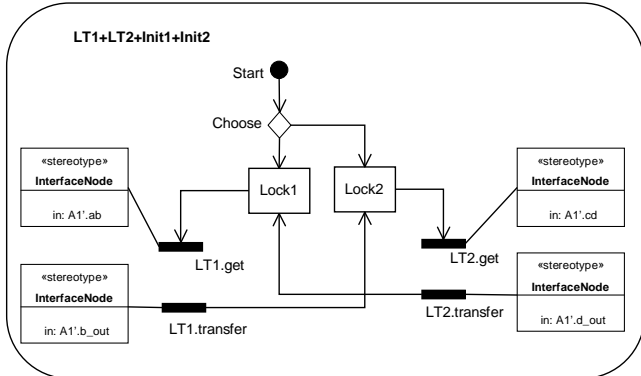 LT1+LT2+Init1+Init2
Start
Choose
«stereotype»
InterfaceNode
in: A1'.ab
Lock1
Lock2
«stereotype»
InterfaceNode
in: A1'.cd
LT1.get
LT2.get
«stereotype»
InterfaceNode
in: A1'.b_out
LT1.transfer
LT2.transfer
«stereotype»
InterfaceNode
in: A1'.d_out